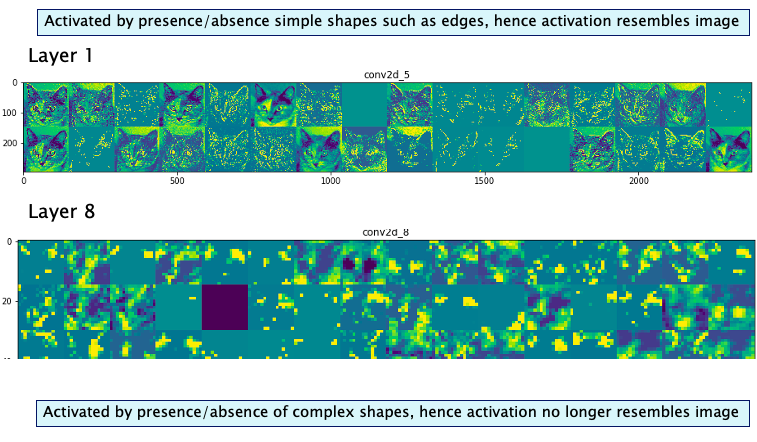 Activated by presence/absence simple shapes such as edges, hence activation resembles image
Layer 1
conv2d_5
0
100
200
0 500 1000 1500 2000
Layer 8
conv2d_8
0
20
Activated by presence/absence of complex shapes, hence activation no longer resembles image